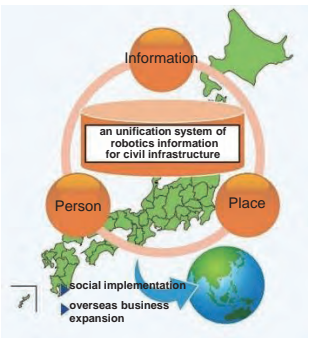 Information
an unification system of
robotics information
for civil infrastructure
Person
Place
social implementation
overseas business
expansion